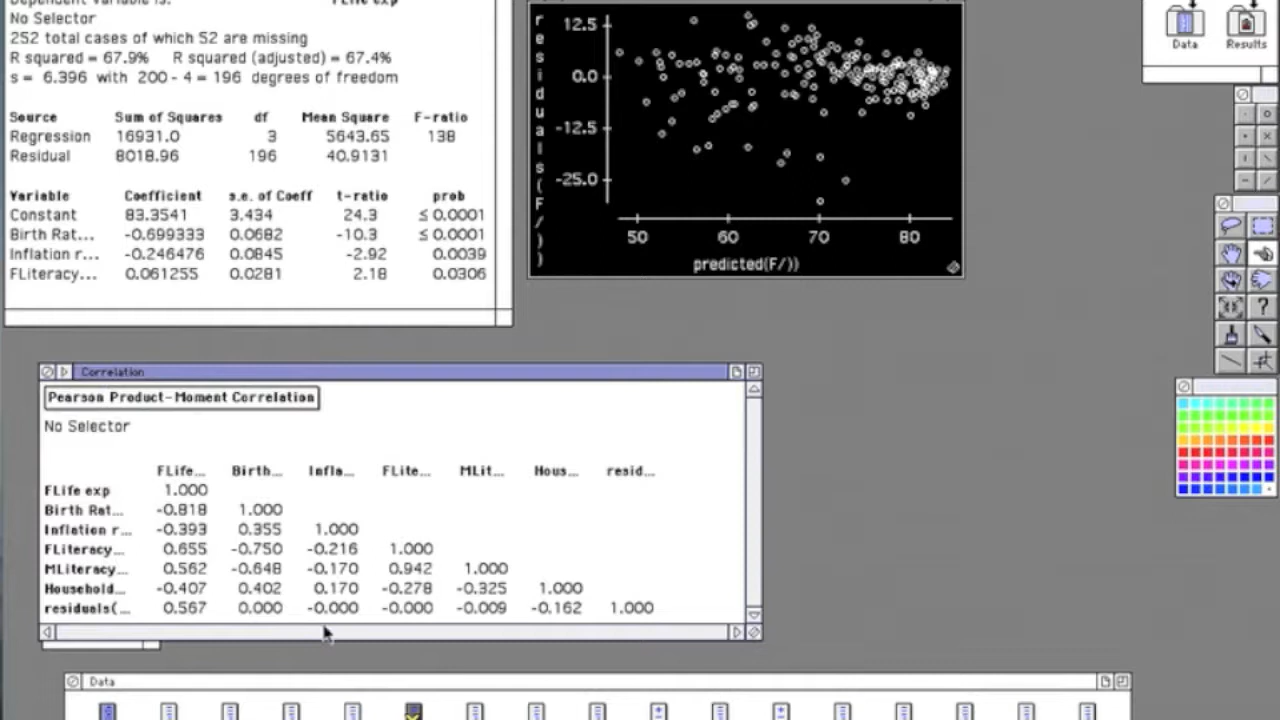 Dependent variable is: FLife exp
No Selector
252 total cases of which 52 are missing
R squared = 67.9% R squared (adjusted) = 67.4%
s = 6.396 with 200 - 4 = 196 degrees of freedom
Source Sum of Squares df Mean Square F-ratio
Regression 16931.0 3 5643.65 138
Residual 8018.96 196 40.9131
Variable Coefficient s.e. of Coeff t-ratio prob
Constant 83.3541 3.434 24.3 ≤ 0.0001
Birth Rat... -0.699333 0.0682 -10.3 ≤ 0.0001
Inflation r... -0.246476 0.0845 -2.92 0.0039
FLiteracy... 0.061255 0.0281 2.18 0.0306
residuals(F/))
12.5
0.0
-12.5
-25.0
50 60 70 80
predicted(F/))
Data Results
?
Correlation
Pearson Product-Moment Correlation
No Selector
FLife... Birth... Infla... FLite... MLit... Hous... resid...
FLife exp 1.000
Birth Rat... -0.818 1.000
Inflation r... -0.393 0.355 1.000
FLiteracy... 0.655 -0.750 -0.216 1.000
MLiteracy... 0.562 -0.648 -0.170 0.942 1.000
Household... -0.407 0.402 0.170 -0.278 -0.325 1.000
residuals(... 0.567 0.000 -0.000 -0.000 -0.009 -0.162 1.000
Data